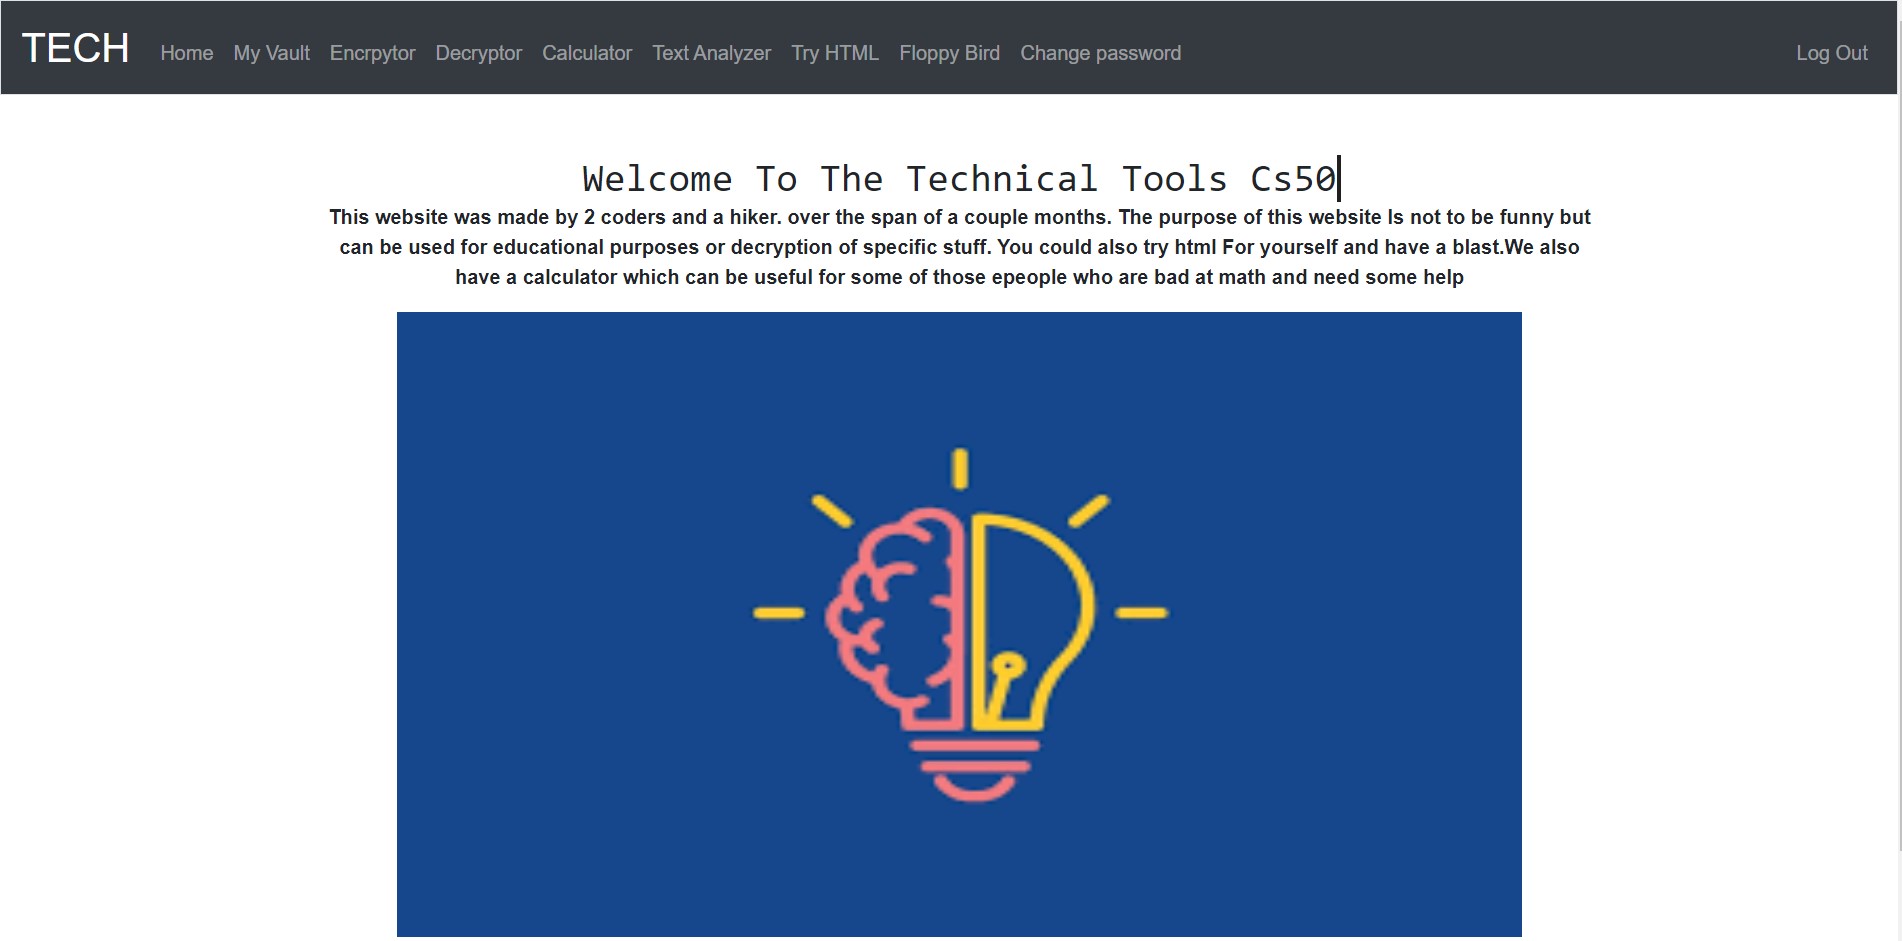 TECH Home My Vault Encrpytor Decryptor Calculator Text Analyzer Try HTML Floppy Bird Change password Log Out
Welcome To The Technical Tools Cs50
This website was made by 2 coders and a hiker. over the span of a couple months. The purpose of this website Is not to be funny but
can be used for educational purposes or decryption of specific stuff. You could also try html For yourself and have a blast.We also
have a calculator which can be useful for some of those epeople who are bad at math and need some help